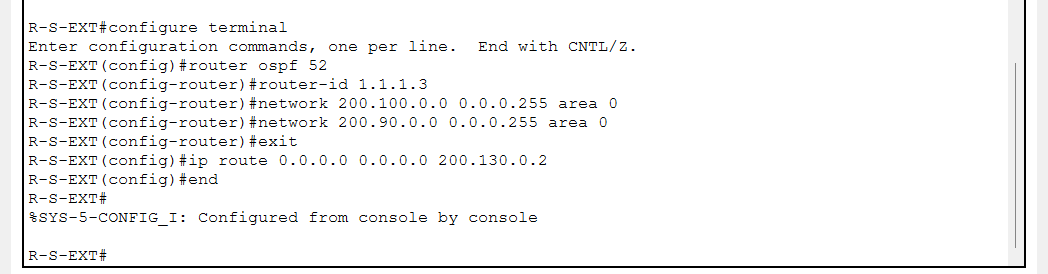 R-S-EXT#configure terminal
Enter configuration commands, one per line.  End with CNTL/Z.
R-S-EXT(config)#router ospf 52
R-S-EXT(config-router)#router-id 1.1.1.3
R-S-EXT(config-router)#network 200.100.0.0 0.0.0.255 area 0
R-S-EXT(config-router)#network 200.90.0.0 0.0.0.255 area 0
R-S-EXT(config-router)#exit
R-S-EXT(config)#ip route 0.0.0.0 0.0.0.0 200.130.0.2
R-S-EXT(config)#end
R-S-EXT#
%SYS-5-CONFIG_I: Configured from console by console
R-S-EXT#